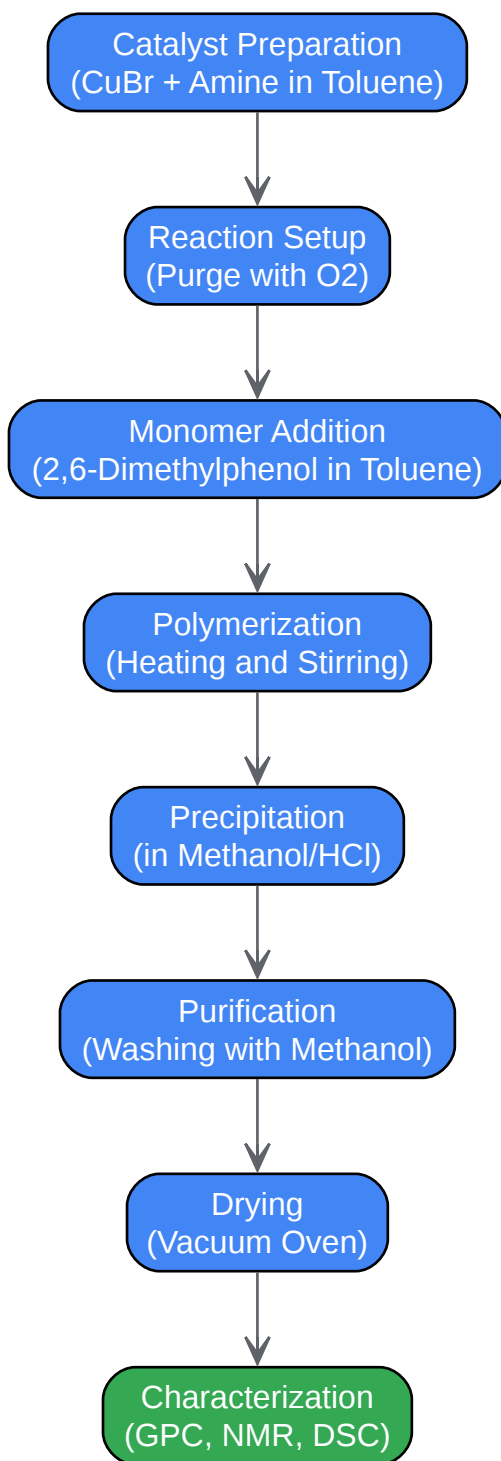 Catalyst Preparation
(CuBr + Amine in Toluene)
Reaction Setup
(Purge with O2)
Monomer Addition
(2,6-Dimethylphenol in Toluene)
Polymerization
(Heating and Stirring)
Precipitation
(in Methanol/HCl)
Purification
(Washing with Methanol)
Drying
(Vacuum Oven)
Characterization
(GPC, NMR, DSC)